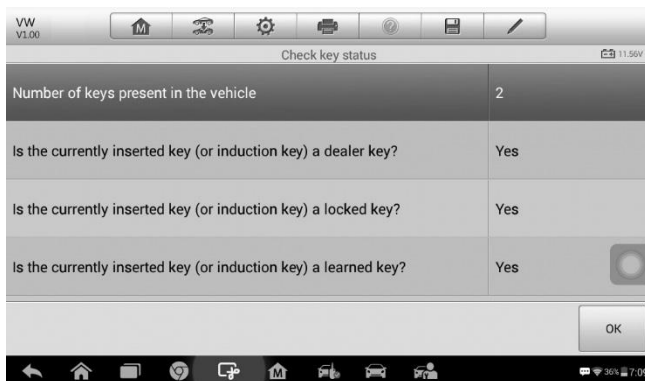 VW
V1.00
Check key status
11.56V
Number of keys present in the vehicle 2
Is the currently inserted key (or induction key) a dealer key? Yes
Is the currently inserted key (or induction key) a locked key? Yes
Is the currently inserted key (or induction key) a learned key? Yes
OK
36% 7:09